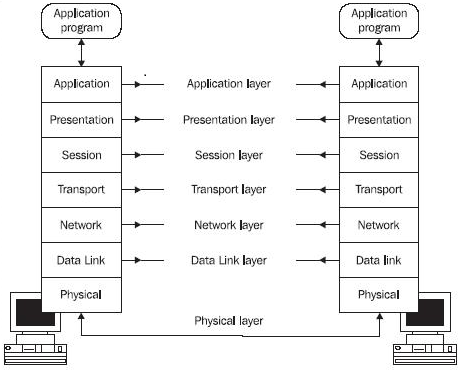 Application
program
Application
program
Application
Application layer
Application
Presentation
Presentation layer
Presentation
Session
Session layer
Session
Transport
Transport layer
Transport
Network
Network layer
Network
Data Link
Data Link layer
Data link
Physical
Physical
Physical layer